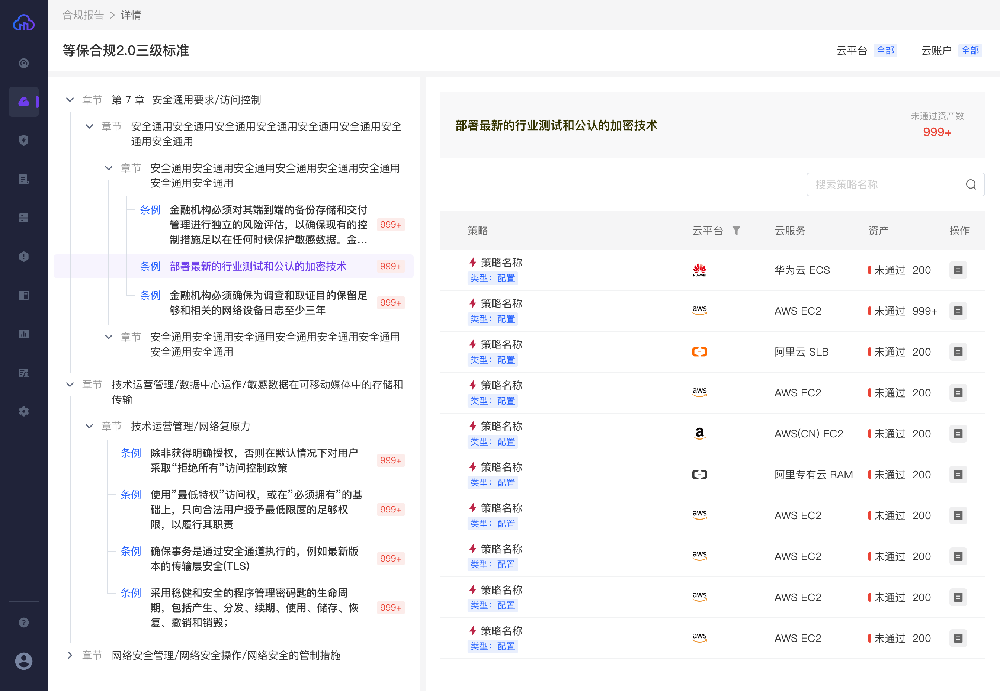 合规报告 > 详情
等保合规2.0三级标准
云平台 全部 云账户 全部
章节 第 7 章 安全通用要求/访问控制
章节 安全通用安全通用安全通用安全通用安全通用安全通用安全
通用安全通用
章节 安全通用安全通用安全通用安全通用安全通用安全通用
安全通用安全通用
条例 金融机构必须对其端到端的备份存储和交付
管理进行独立的风险评估，以确保现有的控
制措施足以在任何时候保护敏感数据。金...
999+
条例 部署最新的行业测试和公认的加密技术 999+
条例 金融机构必须确保为调查和取证目的保留足
够和相关的网络设备日志至少三年
999+
章节 安全通用安全通用安全通用安全通用安全通用安全通用
安全通用安全通用
章节 技术运营管理/数据中心运作/敏感数据在可移动媒体中的存储和
传输
章节 技术运营管理/网络复原力
条例 除非获得明确授权，否则在默认情况下对用户
采取“拒绝所有”访问控制政策
999+
条例 使用”最低特权”访问权，或在”必须拥有”的基
础上，只向合法用户授予最低限度的足够权
限，以履行其职责
999+
条例 确保事务是通过安全通道执行的，例如最新版
本的传输层安全(TLS)
999+
条例 采用稳健和安全的程序管理密码匙的生命周
期，包括产生、分发、续期、使用、储存、恢
复、撤销和销毁；
999+
章节 网络安全管理/网络安全操作/网络安全的管制措施
部署最新的行业测试和公认的加密技术
未通过资产数
999+
搜索策略名称
策略 云平台 云服务 资产 操作
策略名称
类型：配置
HUAWEI
华为云 ECS 未通过 200
策略名称
类型：配置
aws
AWS EC2 未通过 999+
策略名称
类型：配置
阿里云 SLB 未通过 200
策略名称
类型：配置
aws
AWS EC2 未通过 200
策略名称
类型：配置
a
AWS(CN) EC2 未通过 200
策略名称
类型：配置
阿里专有云 RAM 未通过 200
策略名称
类型：配置
aws
AWS EC2 未通过 200
策略名称
类型：配置
aws
AWS EC2 未通过 200
策略名称
类型：配置
aws
AWS EC2 未通过 200
策略名称
类型：配置
aws
AWS EC2 未通过 200